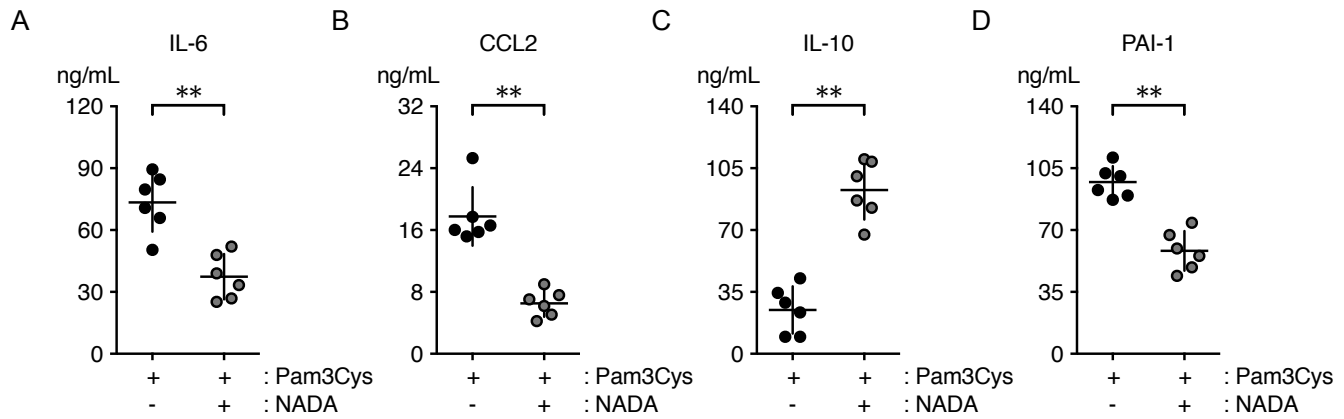 A
IL-6
ng/mL
**
120
90
60
30
0
+ + : Pam3Cys
- + : NADA
B
CCL2
ng/mL
**
32
24
16
8
0
+ + : Pam3Cys
- + : NADA
C
IL-10
ng/mL
**
140
105
70
35
0
+ + : Pam3Cys
- + : NADA
D
PAI-1
ng/mL
**
140
105
70
35
0
+ + : Pam3Cys
- + : NADA